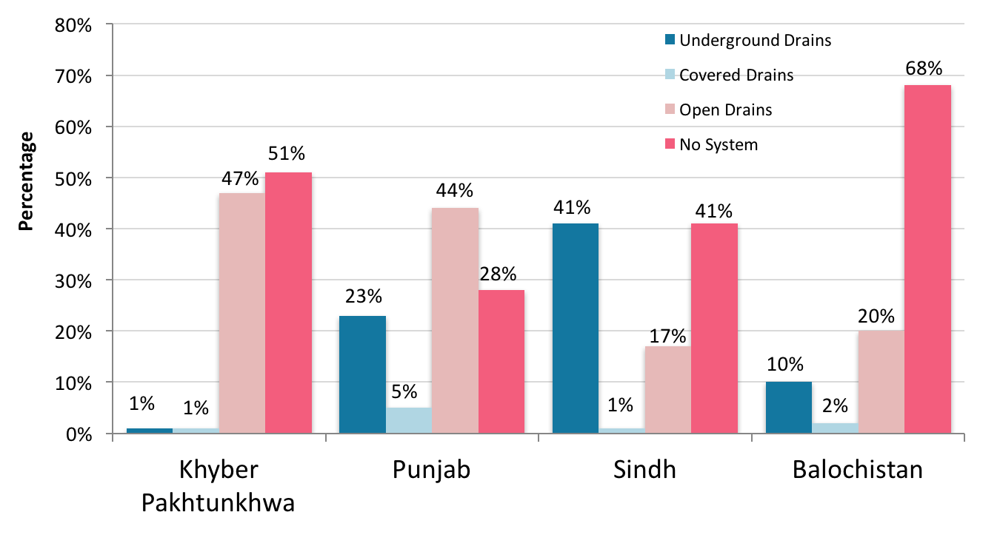 80%
70%
60%
50%
40%
30%
20%
10%
0%
Percentage
Underground Drains
Covered Drains
Open Drains
No System
1%
1%
47%
51%
23%
5%
44%
28%
41%
1%
17%
41%
10%
2%
20%
68%
Khyber
Pakhtunkhwa
Punjab
Sindh
Balochistan